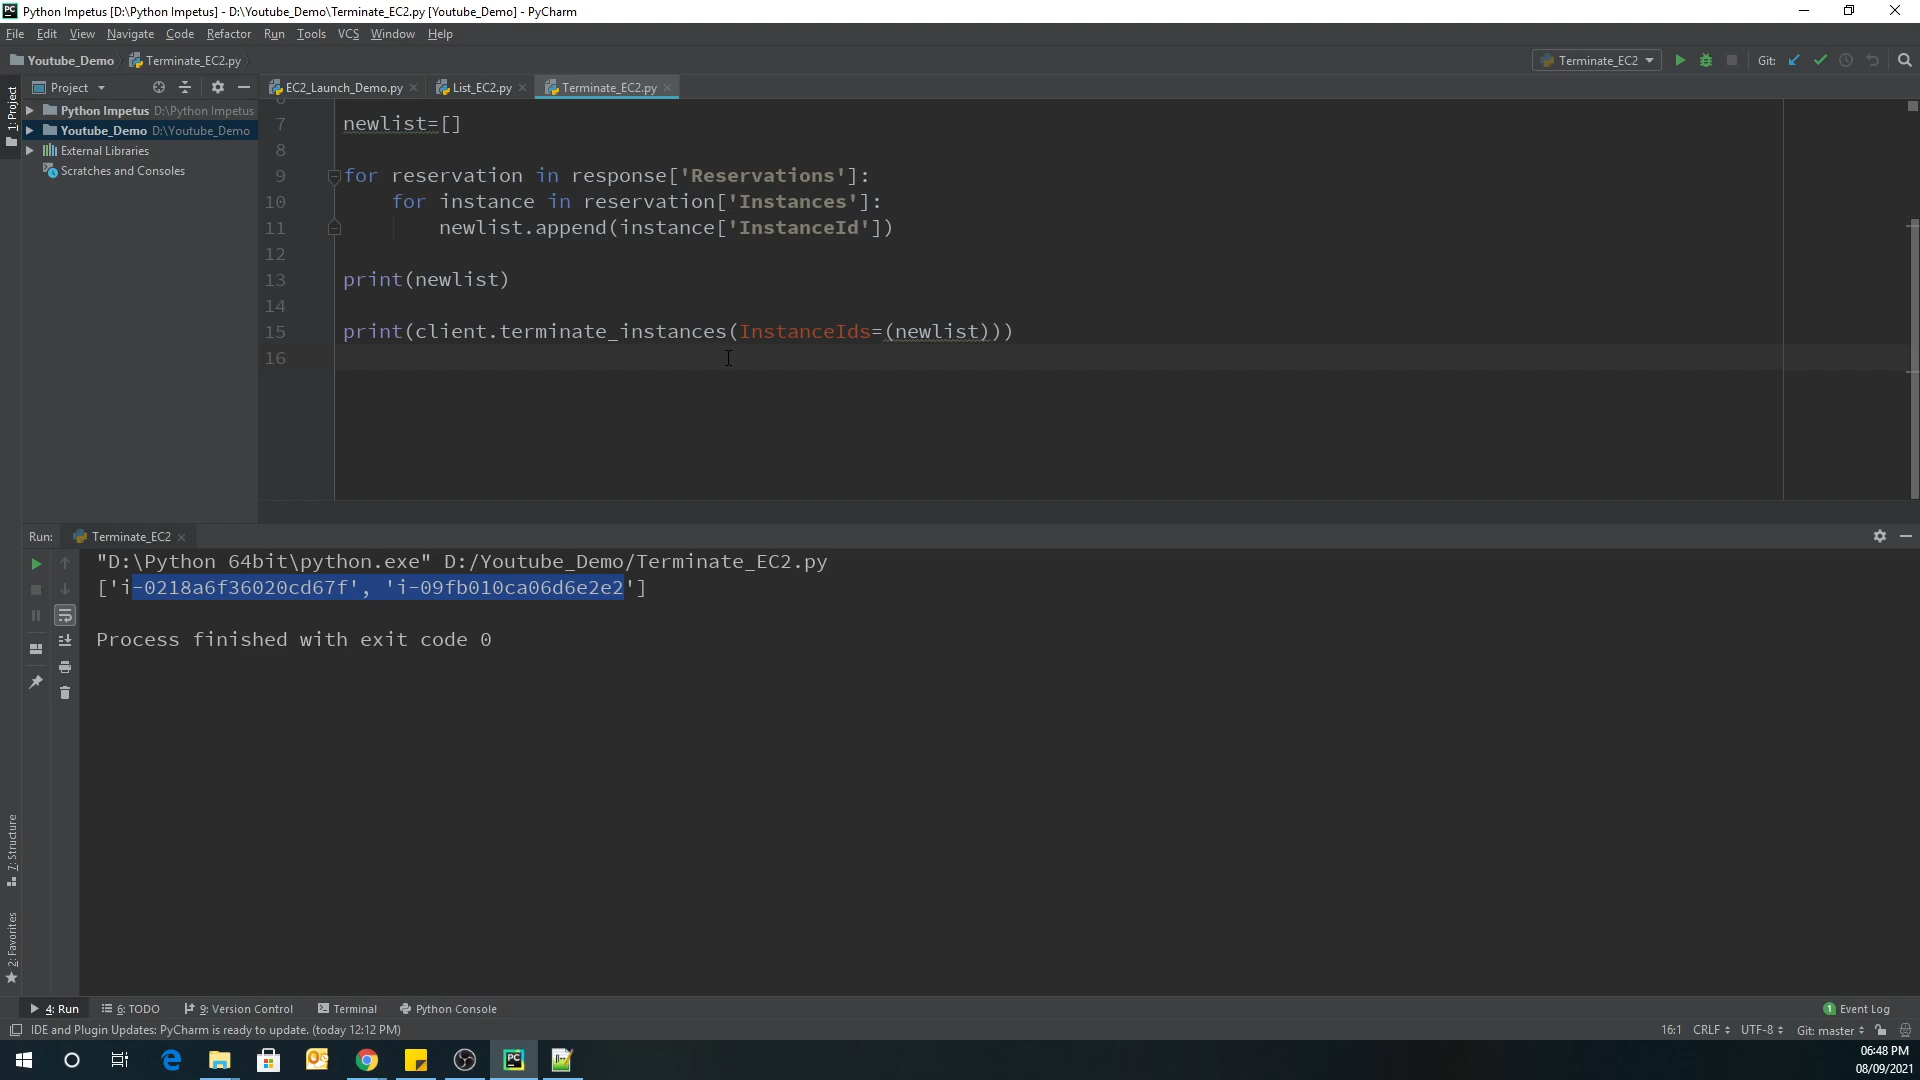 Python Impetus [D:\Python Impetus] - D:\Youtube_Demo\Terminate_EC2.py [Youtube_Demo] - PyCharm
File Edit View Navigate Code Refactor Run Tools VCS Window Help
Youtube_Demo Terminate_EC2.py
Terminate_EC2 Git:
Project
EC2_Launch_Demo.py List_EC2.py Terminate_EC2.py
1: Project
Python Impetus D:\Python Impetus
Youtube_Demo D:\Youtube_Demo
External Libraries
Scratches and Consoles
7 newlist=[]
8
9 for reservation in response['Reservations']:
10 for instance in reservation['Instances']:
11 newlist.append(instance['InstanceId'])
12
13 print(newlist)
14
15 print(client.terminate_instances(InstanceIds=(newlist)))
16
Run: Terminate_EC2
"D:\Python 64bit\python.exe" D:/Youtube_Demo/Terminate_EC2.py
['i-0218a6f36020cd67f', 'i-09fb010ca06d6e2e2']
Process finished with exit code 0
7: Structure
2: Favorites
4: Run 6: TODO 9: Version Control Terminal Python Console 1 Event Log
IDE and Plugin Updates: PyCharm is ready to update. (today 12:12 PM) 16:1 CRLF UTF-8 Git: master
06:48 PM
08/09/2021